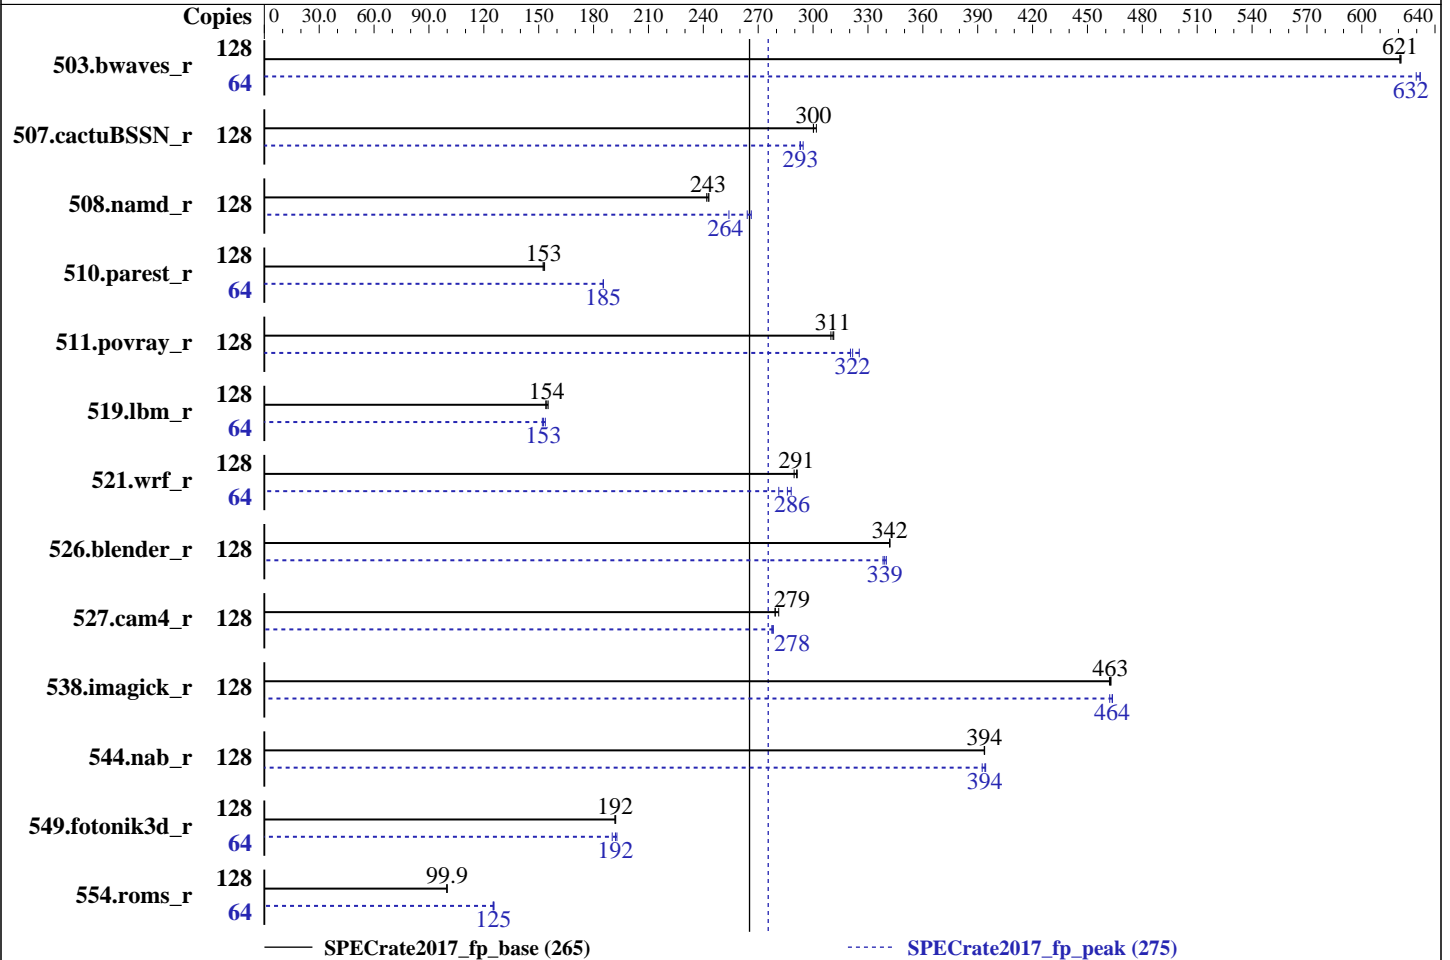 Copies 0 30.0 60.0 90.0 120 150 180 210 240 270 300 330 360 390 420 450 480 510 540 570 600 640
503.bwaves_r 128 621
64 632
507.cactuBSSN_r 128 300
293
508.namd_r 128 243
264
510.parest_r 128 153
64 185
511.povray_r 128 311
322
519.lbm_r 128 154
64 153
521.wrf_r 128 291
64 286
526.blender_r 128 342
339
527.cam4_r 128 279
278
538.imagick_r 128 463
464
544.nab_r 128 394
394
549.fotonik3d_r 128 192
64 192
554.roms_r 128 99.9
64 125
SPECrate2017_fp_base (265) SPECrate2017_fp_peak (275)